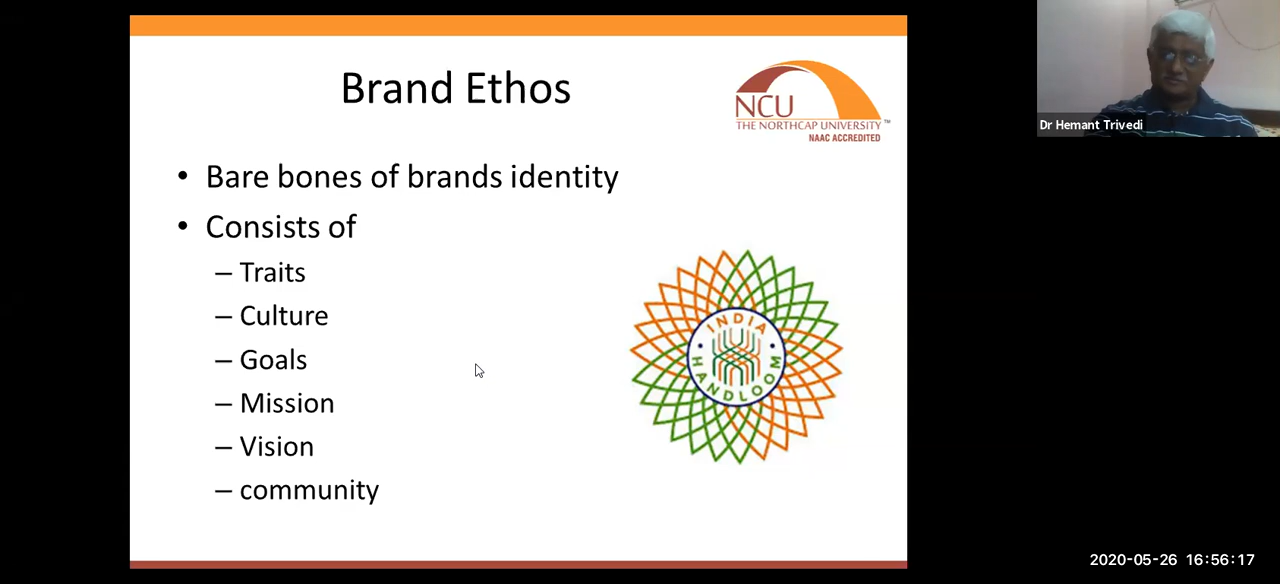 Brand Ethos
NCU
THE NORTHCAP UNIVERSITY ™
NAAC ACCREDITED
Dr Hemant Trivedi
• Bare bones of brands identity
• Consists of
– Traits
– Culture
– Goals
– Mission
– Vision
– community
INDIA
HANDLOOM
2020-05-26 16:56:17